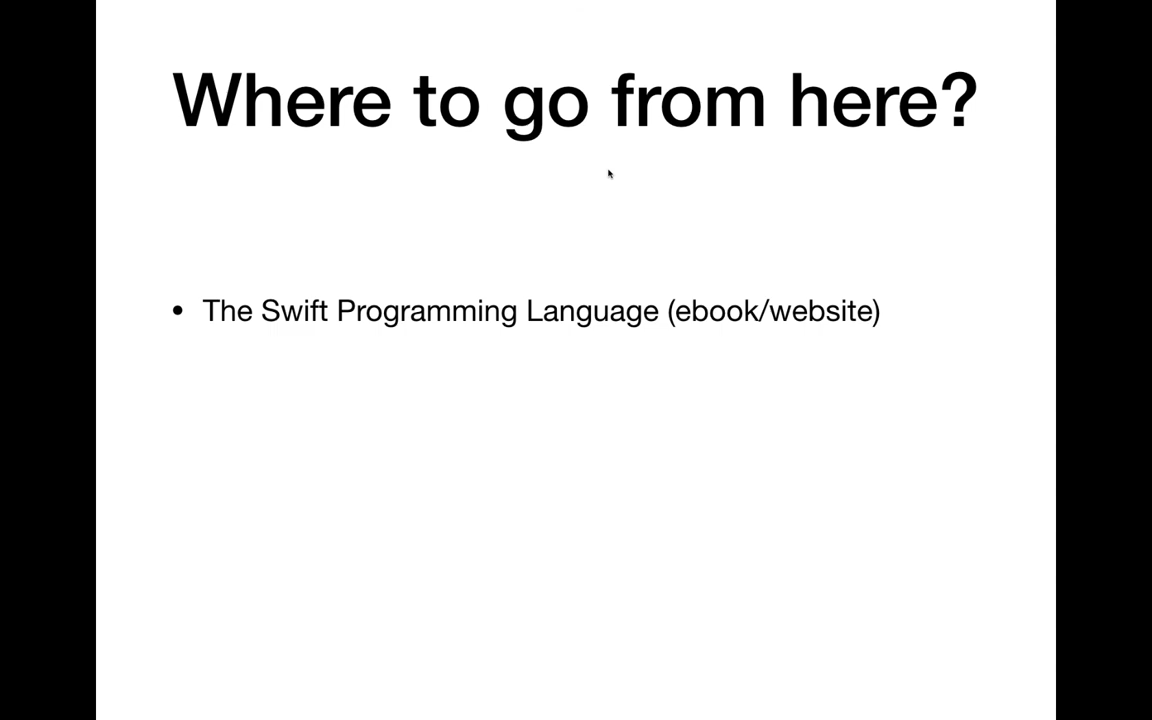 Where to go from here?
• The Swift Programming Language (ebook/website)